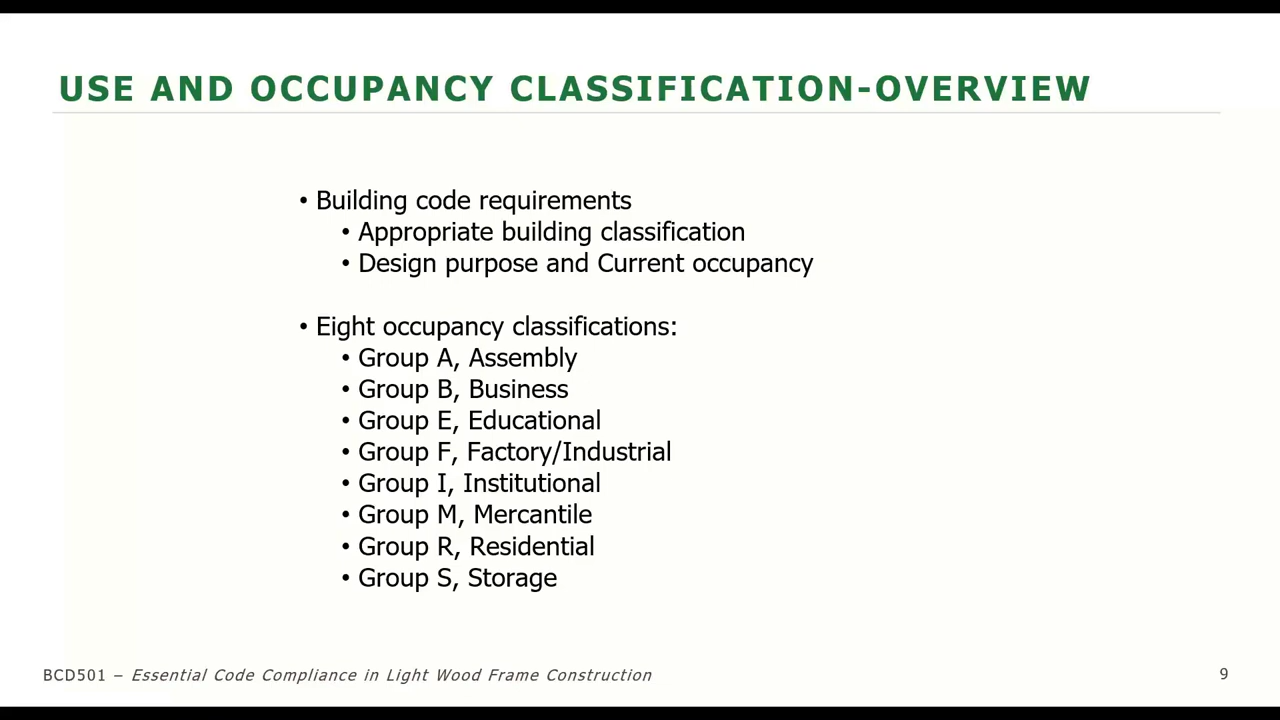 USE AND OCCUPANCY CLASSIFICATION-OVERVIEW
• Building code requirements
• Appropriate building classification
• Design purpose and Current occupancy
• Eight occupancy classifications:
• Group A, Assembly
• Group B, Business
• Group E, Educational
• Group F, Factory/Industrial
• Group I, Institutional
• Group M, Mercantile
• Group R, Residential
• Group S, Storage
BCD501 – Essential Code Compliance in Light Wood Frame Construction
9